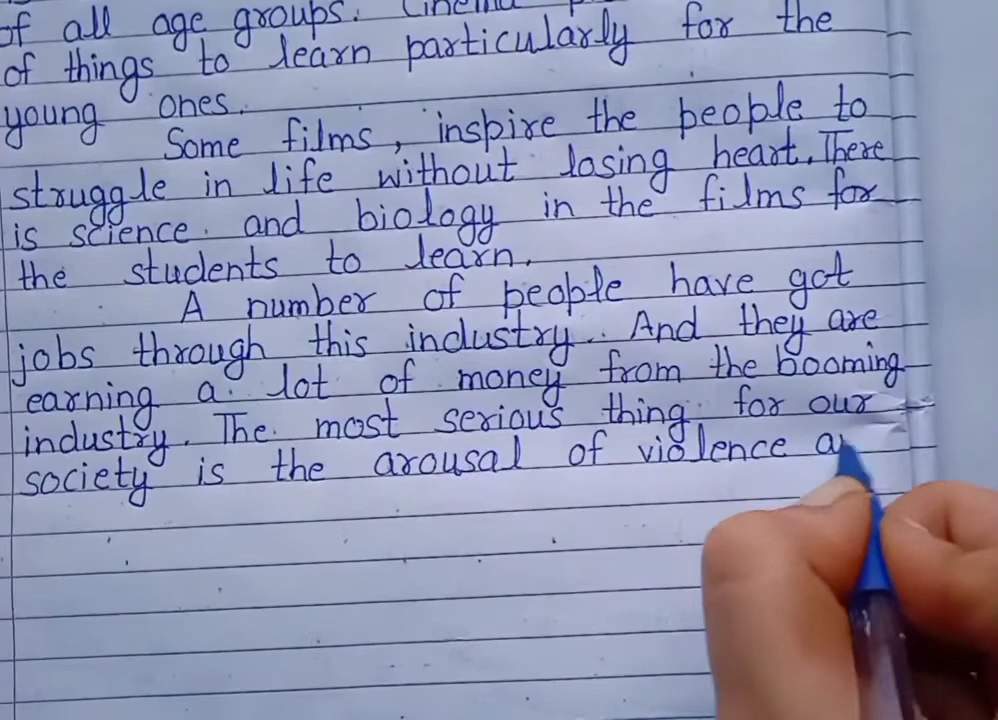 of all age groups. Cinema
of things to learn particularly for the
young ones.
Some films, inspire the people to
struggle in life without losing heart. There
is science and biology in the films for
the students to learn.
A number of people have got
jobs through this industry. And they are
earning a lot of money from the booming
industry. The most serious thing for our
society is the arousal of violence